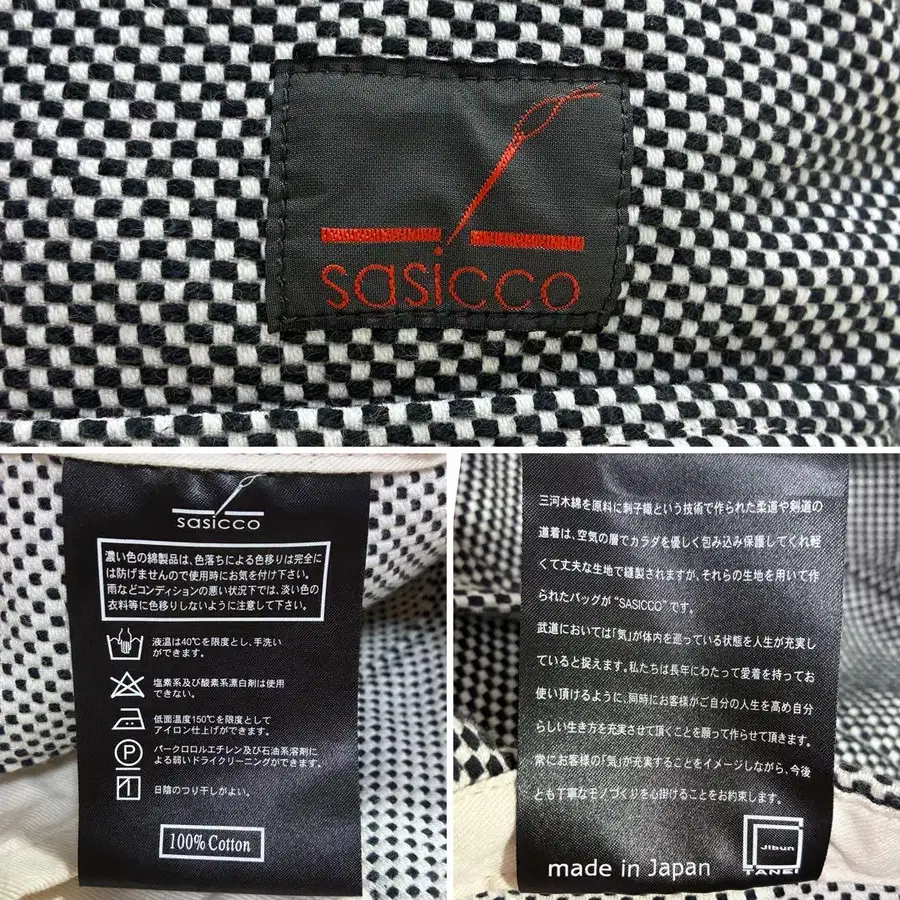 sasicco
sasicco
濃い色の綿製品は、色落ちによる色移りは完全に
は防げませんので使用時にお気を付け下さい。
雨などコンディションの悪い状況下では、淡い色の
衣料等に色移りしないように注意して下さい。
液温は40℃を限度とし、手洗い
ができます。
塩素系及び酸素系漂白剤は使用
できない。
低面温度150℃を限度として
アイロン仕上げができます。
P
パークロロルエチレン及び石油系溶剤に
よる弱いドライクリーニングができます。
日陰のつり干しがよい。
100% Cotton
三河木綿を原料に刺子織という技術で作られた柔道や剣道の
道着は、空気の層でカラダを優しく包み込み保護してくれ軽
くて丈夫な生地で縫製されますが、それらの生地を用いて作
られたバッグが“SASICCO”です。
武道においては「気」が体内を巡っている状態を人生が充実し
ていると捉えます。私たちは長年にわたって愛着を持ってお
使い頂けるように、同時にお客様がご自分の人生を高め自分
らしい生き方を充実させて頂くことを願って作らせて頂きます。
常にお客様の「気」が充実することをイメージしながら、今後
とも丁寧なモノづくりを心掛けることをお約束します。
made in Japan
Jibun
TANEI